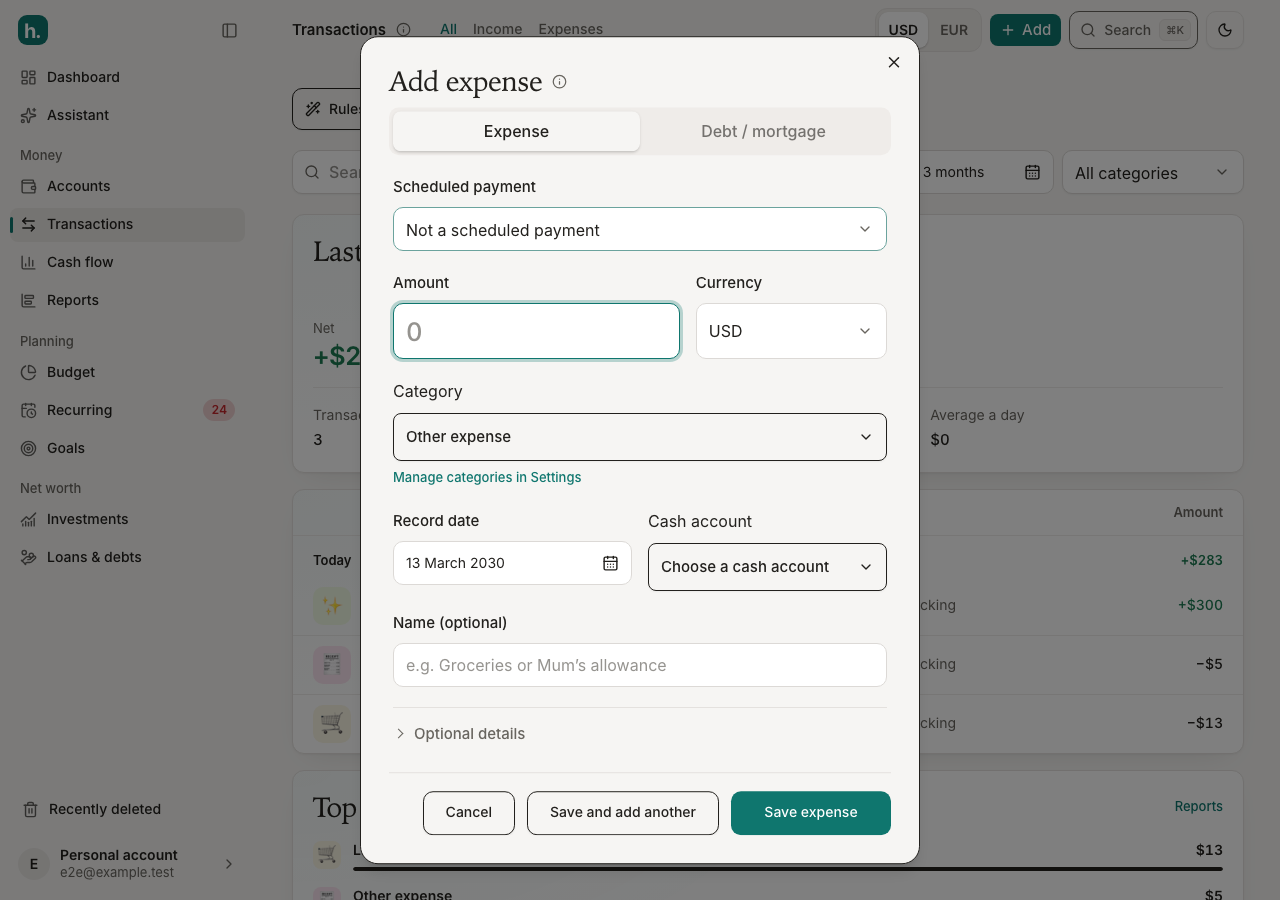 h.
Transactions
All
Income
Expenses
USD
EUR
Add
Search
⌘K
Dashboard
Assistant
Money
Accounts
Transactions
Cash flow
Reports
Planning
Budget
Recurring
24
Goals
Net worth
Investments
Loans & debts
Recently deleted
E
Personal account
e2e@example.test
Rules
3 months
All categories
Last
Net
+$2
3
Average a day
$0
Amount
Today
+$283
+$300
−$5
−$13
Top
Reports
$13
Other expense
$5
Add expense
Expense
Debt / mortgage
Scheduled payment
Not a scheduled payment
Amount
Currency
0
USD
Category
Other expense
Manage categories in Settings
Record date
Cash account
13 March 2030
Choose a cash account
Name (optional)
e.g. Groceries or Mum’s allowance
Optional details
Cancel
Save and add another
Save expense